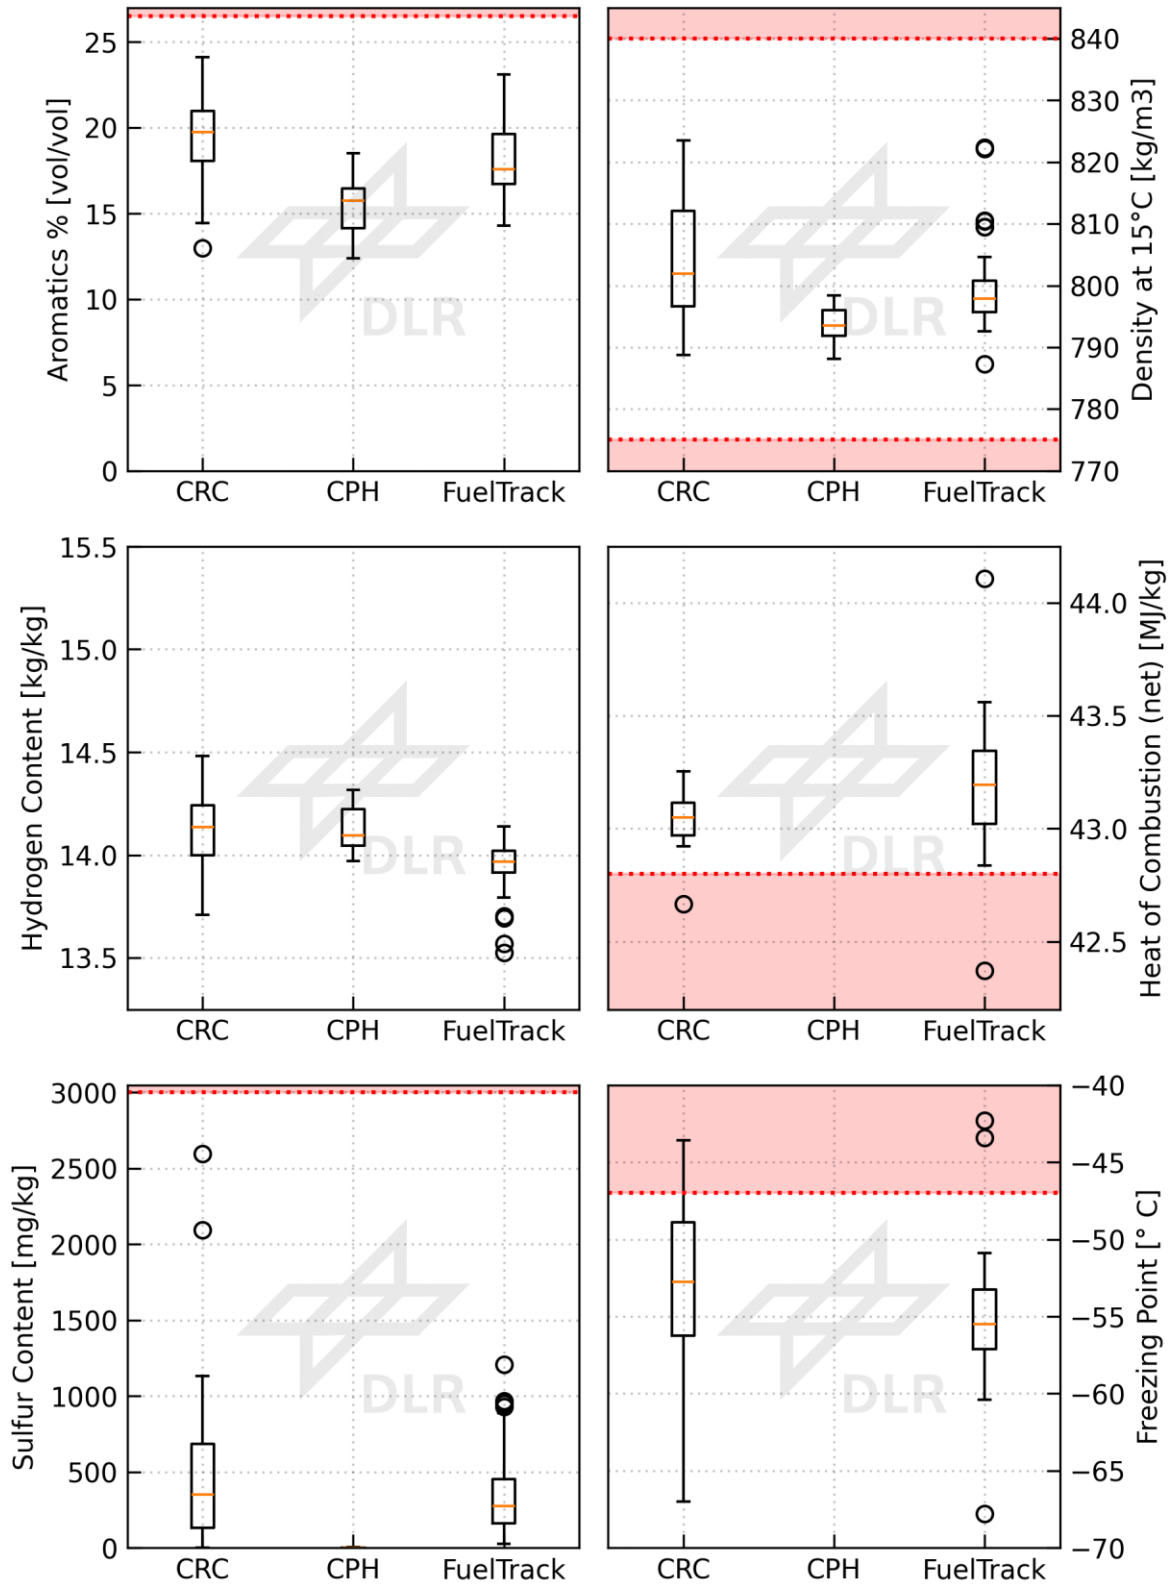 Aromatics % [vol/vol]
25
20
15
10
5
0
DLR
CRC CPH FuelTrack
840
830
820
810
800
790
780
770
Density at 15°C [kg/m3]
DLR
CRC CPH FuelTrack
Hydrogen Content [kg/kg]
15.5
15.0
14.5
14.0
13.5
DLR
CRC CPH FuelTrack
44.0
43.5
43.0
42.5
Heat of Combustion (net) [MJ/kg]
DLR
CRC CPH FuelTrack
Sulfur Content [mg/kg]
3000
2500
2000
1500
1000
500
0
DLR
CRC CPH FuelTrack
−40
−45
−50
−55
−60
−65
−70
Freezing Point [° C]
DLR
CRC CPH FuelTrack